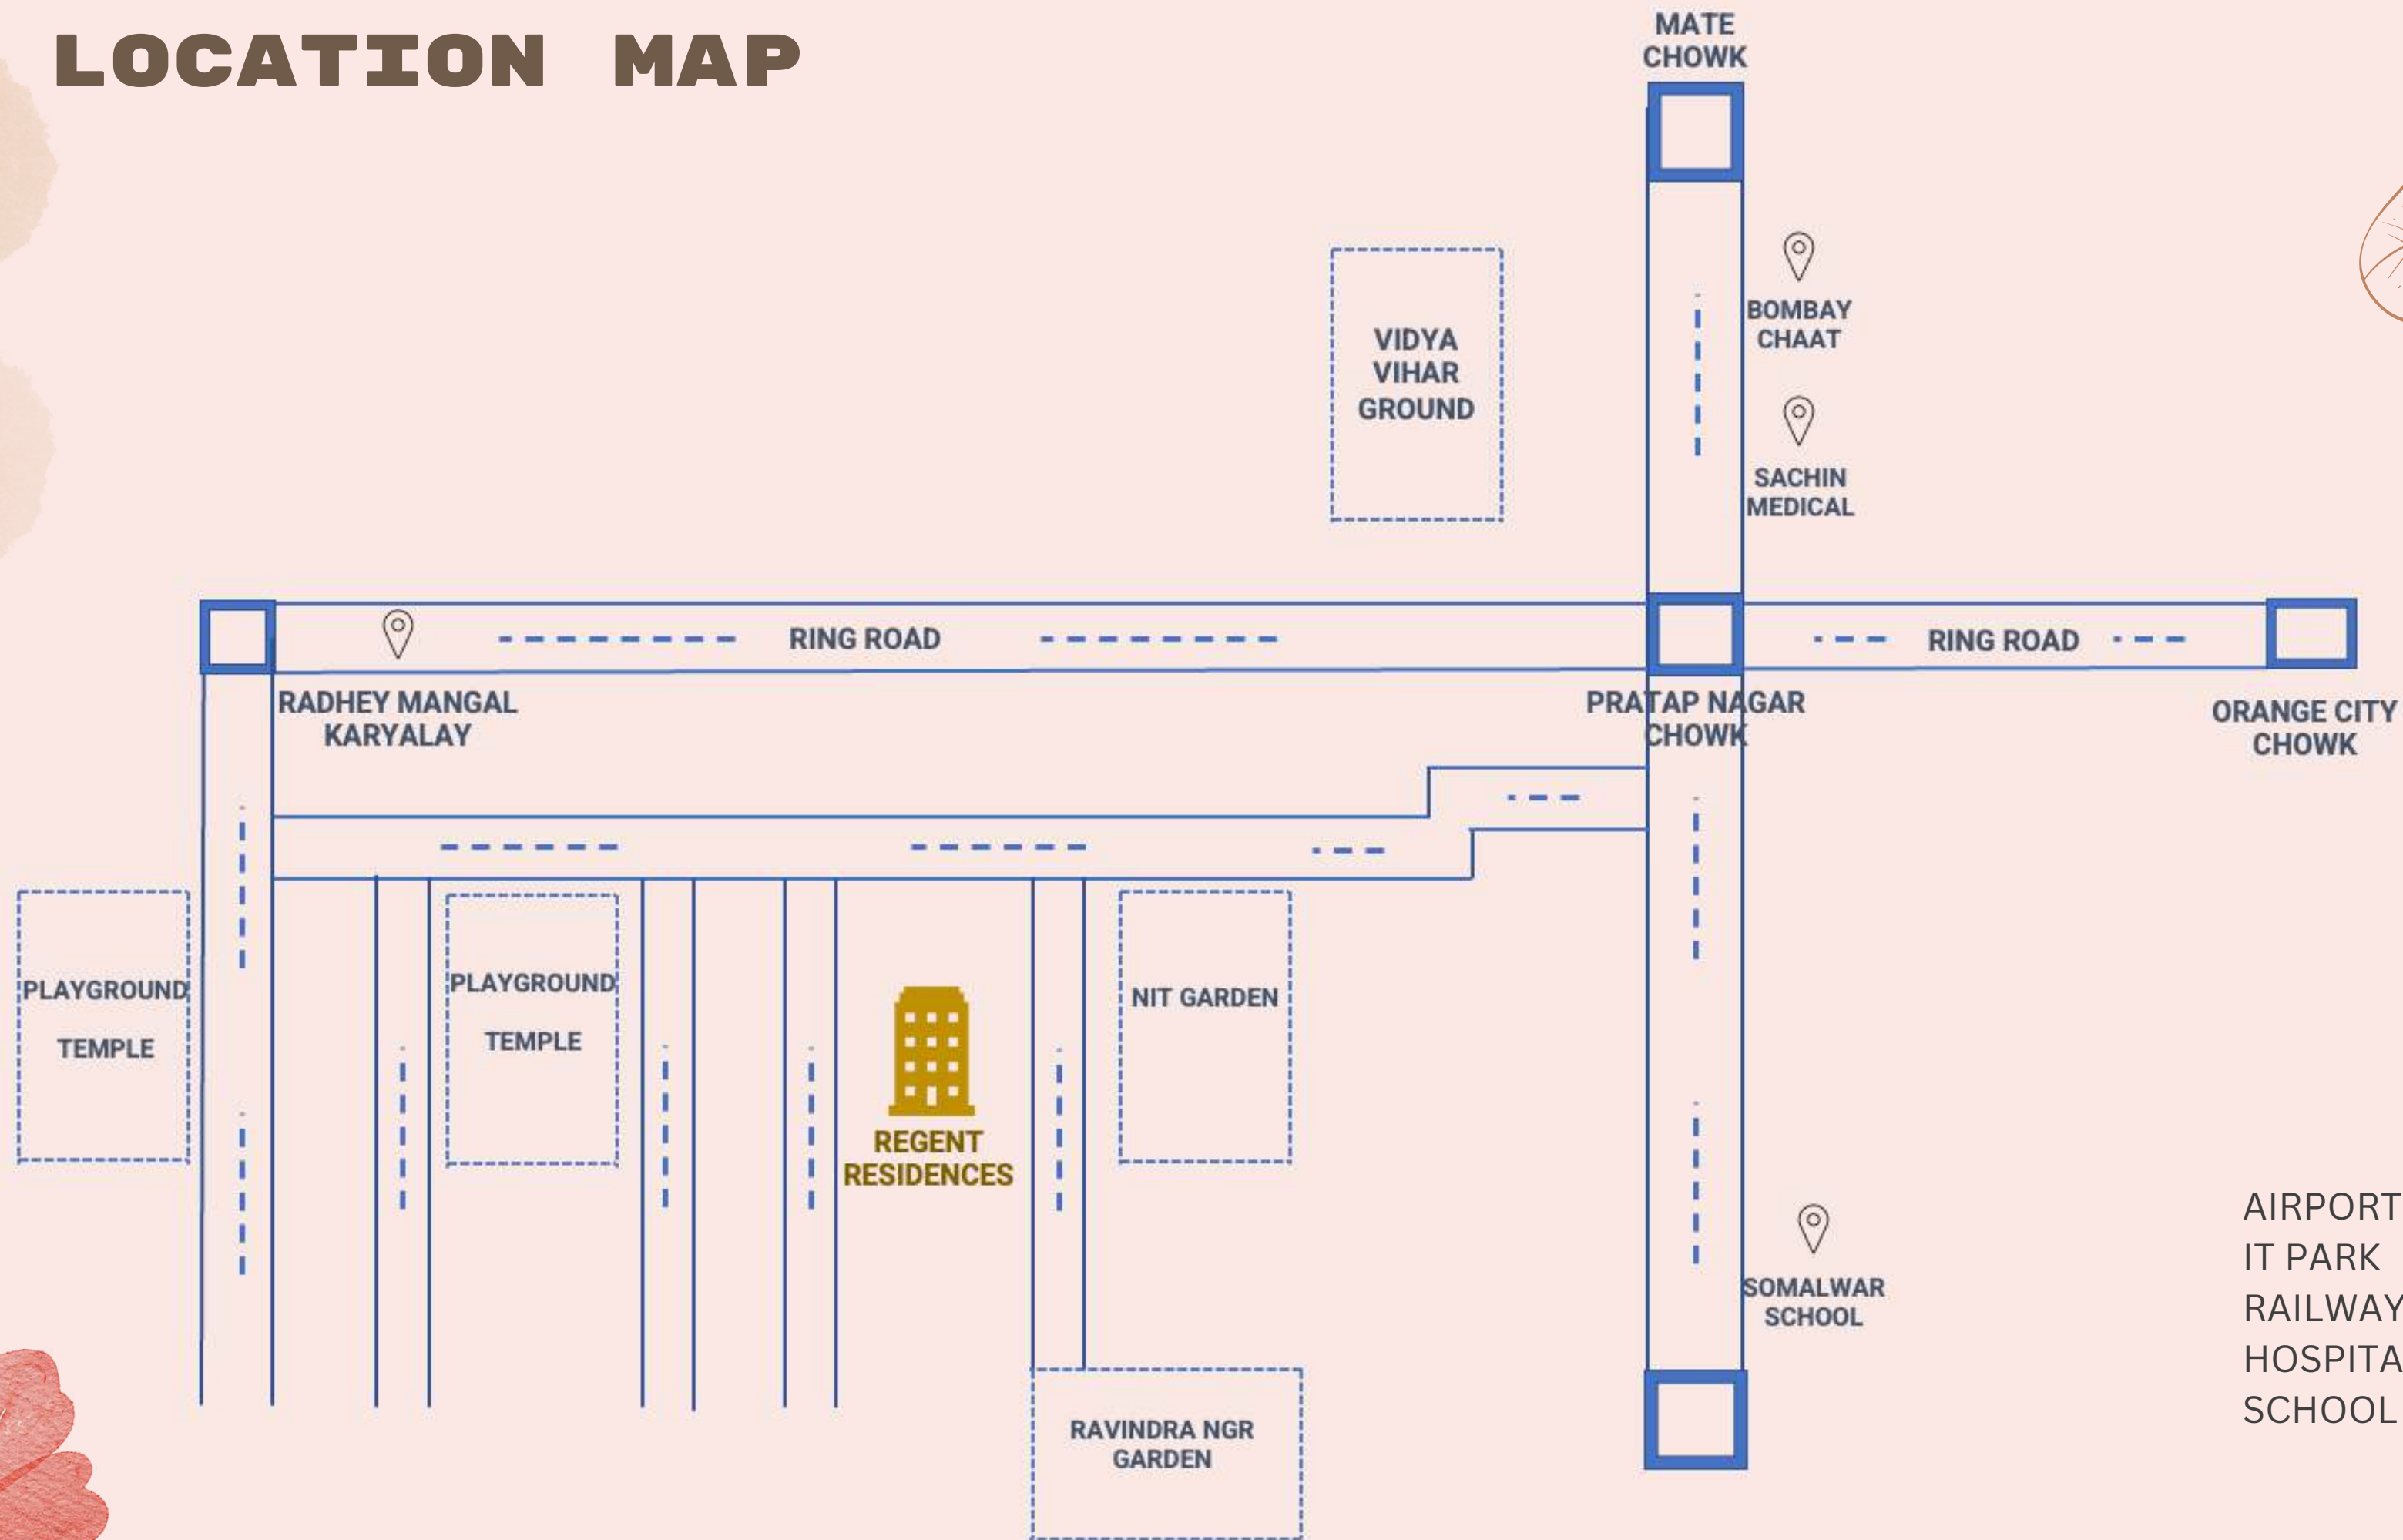 LOCATION MAP
MATE
CHOWK
BOMBAY
CHAAT
VIDYA
VIHAR
GROUND
SACHIN
MEDICAL
RING ROAD
RING ROAD
RADHEY MANGAL
KARYALAY
PRATAP NAGAR
CHOWK
ORANGE CITY
CHOWK
PLAYGROUND
TEMPLE
PLAYGROUND
TEMPLE
NIT GARDEN
REGENT
RESIDENCES
SOMALWAR
SCHOOL
RAVINDRA NGR
GARDEN
AIRPORT
IT PARK
RAILWAY
HOSPITA
SCHOOL